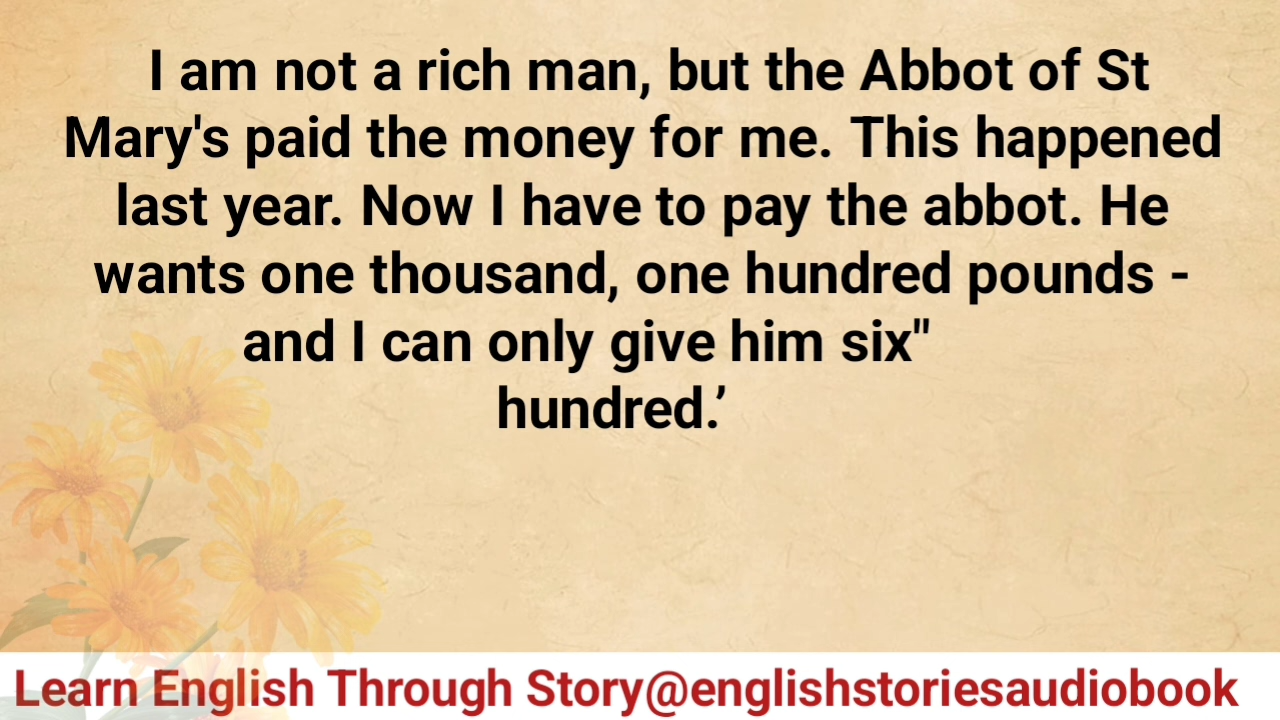 I am not a rich man, but the Abbot of St
Mary's paid the money for me. This happened
last year. Now I have to pay the abbot. He
wants one thousand, one hundred pounds -
and I can only give him six"
hundred.’
Learn English Through Story@englishstoriesaudiobook